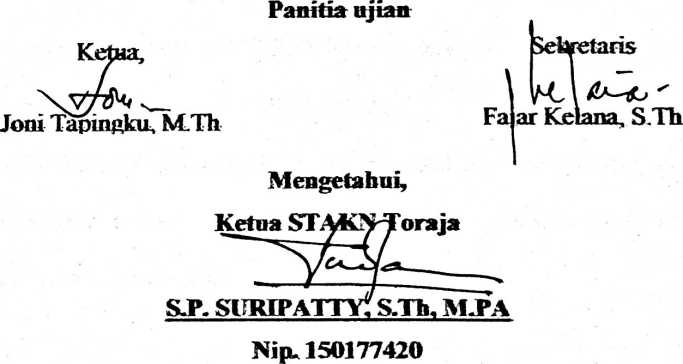 Panitia ujian
Ketua,
Sekretaris
Joni Tapingku, M.Th
Fajar Kelana, S.Th
Mengetahui,
Ketua STAKN Toraja
S.P. SURIPATTY, S.Th, M.PA
Nip. 150177420